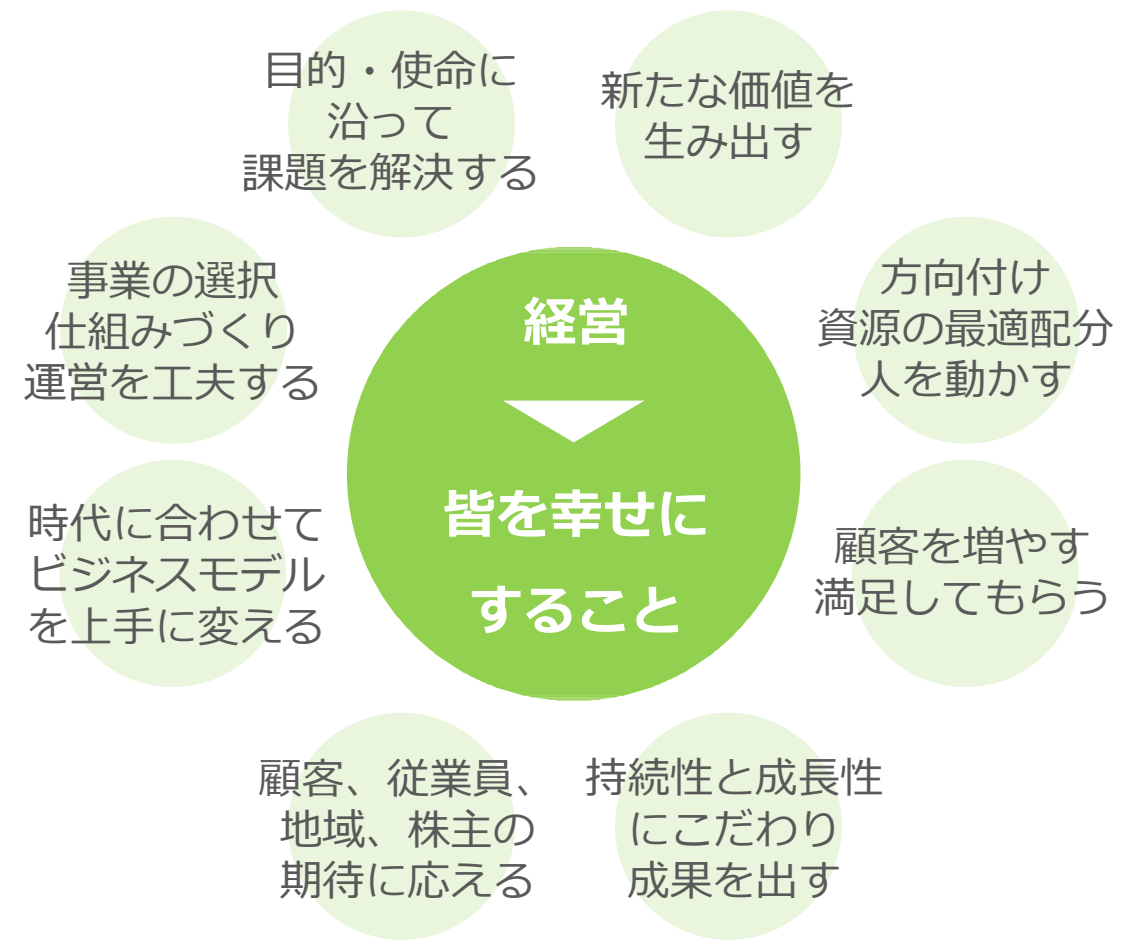 目的・使命に
沿って
課題を解決する
新たな価値を
生み出す
事業の選択
仕組みづくり
運営を工夫する
経営
方向付け
資源の最適配分
人を動かす
時代に合わせて
ビジネスモデル
を上手に変える
皆を幸せに
すること
顧客を増やす
満足してもらう
顧客、従業員、
地域、株主の
期待に応える
持続性と成長性
にこだわり
成果を出す